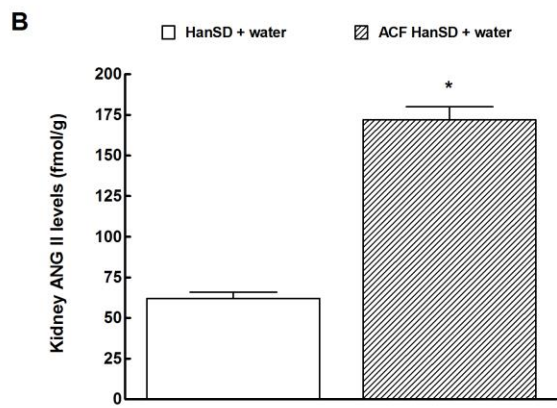 B
HanSD + water
ACF HanSD + water
Kidney ANG II levels (fmol/g)
200
175
150
125
100
75
50
25
0
*